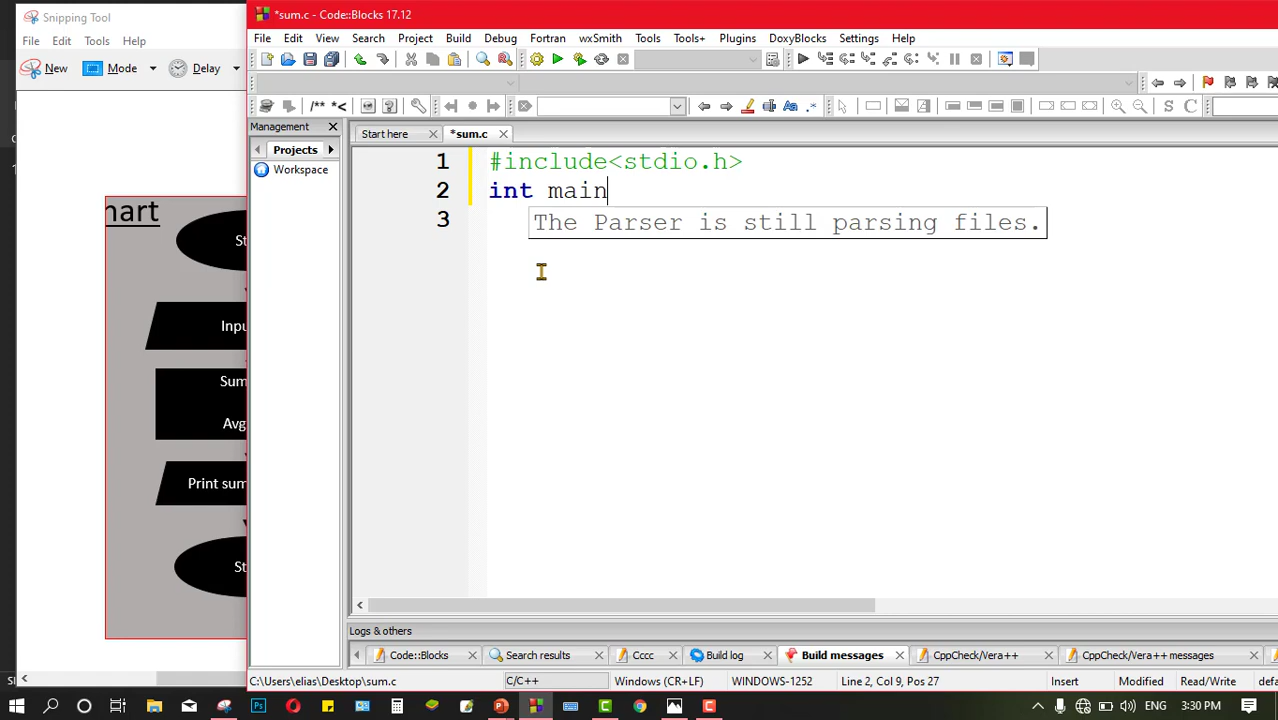 Snipping Tool
File Edit Tools Help
New Mode Delay
hart
Inpu
Sum
Avg
Print sum
*sum.c - Code::Blocks 17.12
File Edit View Search Project Build Debug Fortran wxSmith Tools Tools+ Plugins DoxyBlocks Settings Help
/** *<
Management
Projects
Workspace
Start here *sum.c
1 #include<stdio.h>
2 int main
3
The Parser is still parsing files.
Logs & others
Code::Blocks Search results Cccc Build log Build messages CppCheck/Vera++ CppCheck/Vera++ messages
C:\Users\elias\Desktop\sum.c C/C++ Windows (CR+LF) WINDOWS-1252 Line 2, Col 9, Pos 27 Insert Modified Read/Write defa
ENG 3:30 PM